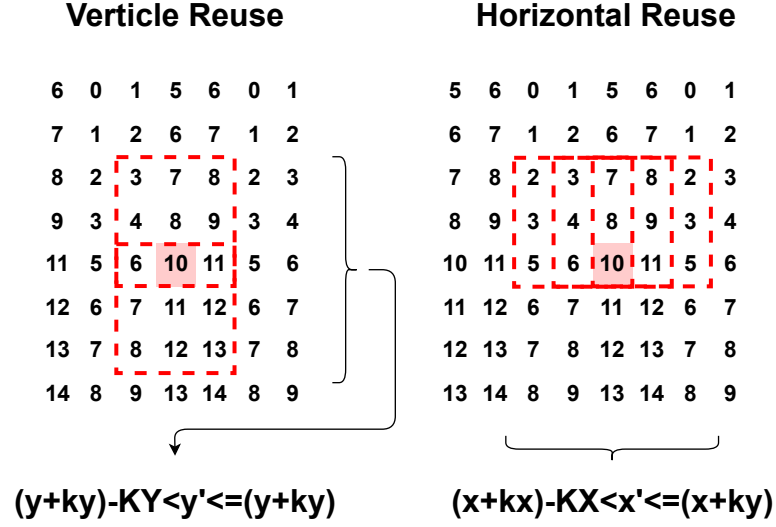 Verticle Reuse
6 0 1 5 6 0 1
7 1 2 6 7 1 2
8 2 3 7 8 2 3
9 3 4 8 9 3 4
11 5 6 10 11 5 6
12 6 7 11 12 6 7
13 7 8 12 13 7 8
14 8 9 13 14 8 9
(y+ky)-KY<y'<=(y+ky)
Horizontal Reuse
5 6 0 1 5 6 0 1
6 7 1 2 6 7 1 2
7 8 2 3 7 8 2 3
8 9 3 4 8 9 3 4
10 11 5 6 10 11 5 6
11 12 6 7 11 12 6 7
12 13 7 8 12 13 7 8
13 14 8 9 13 14 8 9
(x+kx)-KX<x'<=(x+ky)